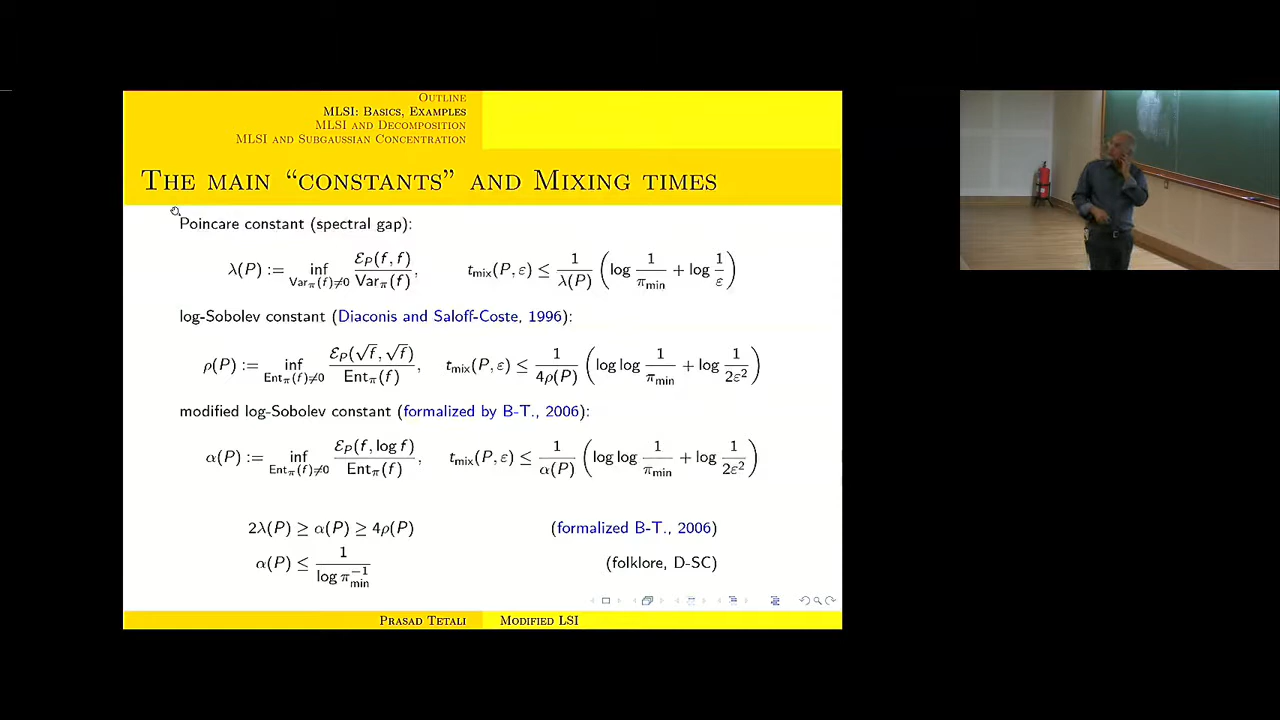 OUTLINE
MLSI: BASICS, EXAMPLES
MLSI AND DECOMPOSITION
MLSI AND SUBGAUSSIAN CONCENTRATION
THE MAIN “CONSTANTS” AND MIXING TIMES
Poincare constant (spectral gap):
λ(P) := inf_{Var_π(f)≠0} ℰ_P(f, f) / Var_π(f), t_mix(P, ε) ≤ 1/λ(P) (log 1/π_min + log 1/ε)
log-Sobolev constant (Diaconis and Saloff-Coste, 1996):
ρ(P) := inf_{Ent_π(f)≠0} ℰ_P(√f, √f) / Ent_π(f), t_mix(P, ε) ≤ 1/4ρ(P) (log log 1/π_min + log 1/2ε²)
modified log-Sobolev constant (formalized by B-T., 2006):
α(P) := inf_{Ent_π(f)≠0} ℰ_P(f, log f) / Ent_π(f), t_mix(P, ε) ≤ 1/α(P) (log log 1/π_min + log 1/2ε²)
2λ(P) ≥ α(P) ≥ 4ρ(P) (formalized B-T., 2006)
α(P) ≤ 1 / log π_min^{-1} (folklore, D-SC)
PRASAD TETALI MODIFIED LSI